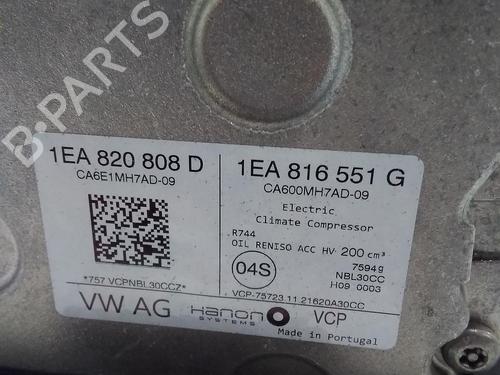 B-PARTS
1EA 820 808 D
CA6E1MH7AD-09
*757 VCPNBL30CCZ*
VW AG
1EA 816 551 G
CA600MH7AD-09
Electric
Climate Compressor
R744
OIL RENISO ACC HV 200 cm³
04S
7594g
NBL30CC
H09 0003
VCP-75723.11.21620A30CC
Hanon
SYSTEMS
VCP
Made in Portugal